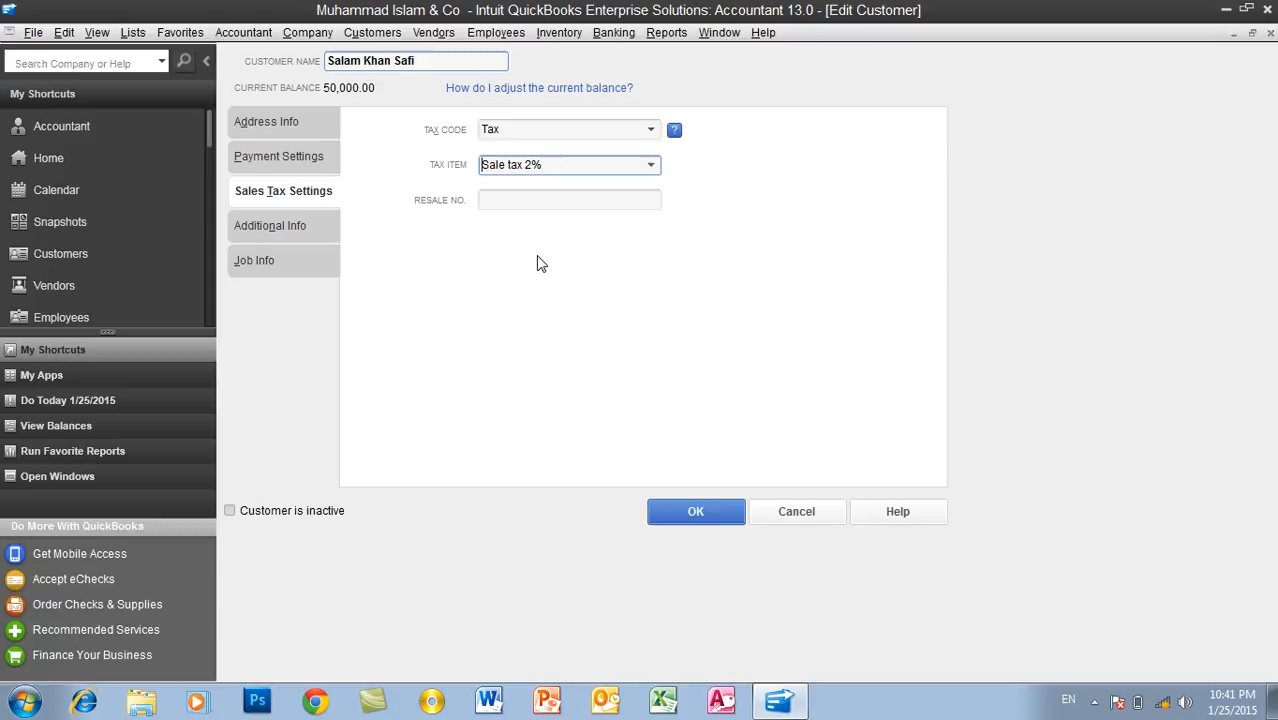 Muhammad Islam & Co - Intuit QuickBooks Enterprise Solutions: Accountant 13.0 - [Edit Customer]
File Edit View Lists Favorites Accountant Company Customers Vendors Employees Inventory Banking Reports Window Help
Search Company or Help
My Shortcuts
Accountant
Home
Calendar
Snapshots
Customers
Vendors
Employees
My Shortcuts
My Apps
Do Today 1/25/2015
View Balances
Run Favorite Reports
Open Windows
Do More With QuickBooks
Get Mobile Access
Accept eChecks
Order Checks & Supplies
Recommended Services
Finance Your Business
CUSTOMER NAME Salam Khan Safi
CURRENT BALANCE 50,000.00 How do I adjust the current balance?
Address Info
Payment Settings
Sales Tax Settings
Additional Info
Job Info
TAX CODE Tax ?
TAX ITEM Sale tax 2%
RESALE NO.
Customer is inactive
OK Cancel Help
Ps
EN
10:41 PM
1/25/2015